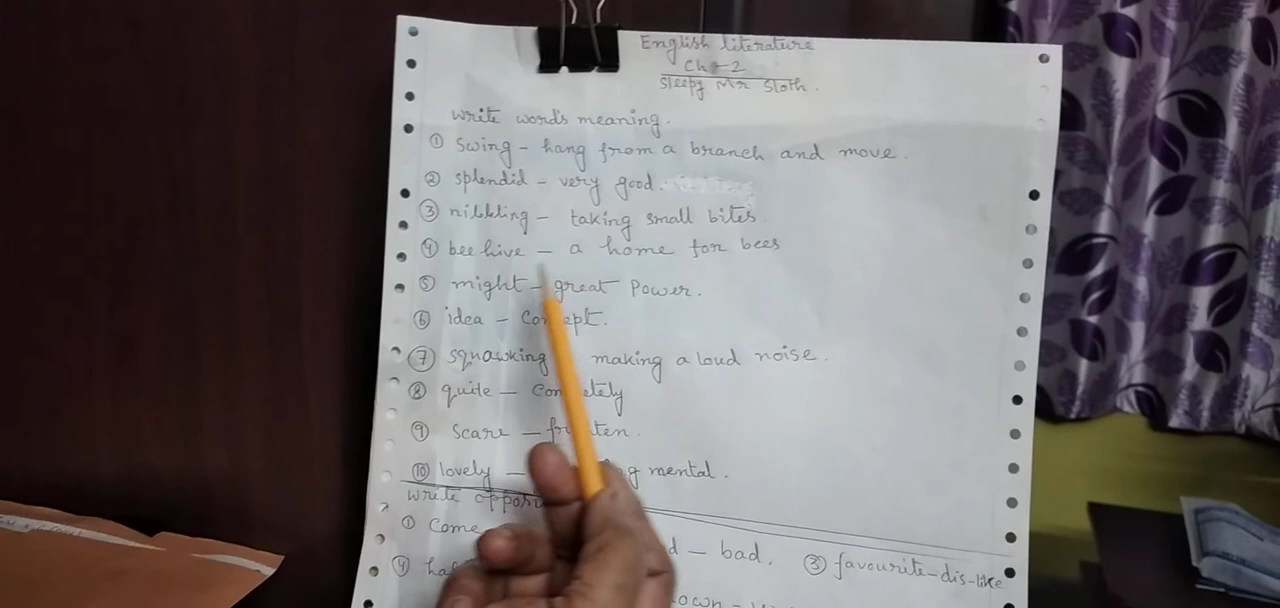 English literature
Ch-2
Sleepy Mr Sloth.
write words meaning.
① swing - hang from a branch and move.
② splendid - very good.
③ nibbling - taking small bites
④ bee hive - a home for bees
⑤ might - great Power.
⑥ idea - Concept.
⑦ squawking making a loud noise.
⑧ quite - Completely
⑨ Scare - frighten.
⑩ lovely - mental.
write
① Come - bad. ③ favourite-dis-like
④